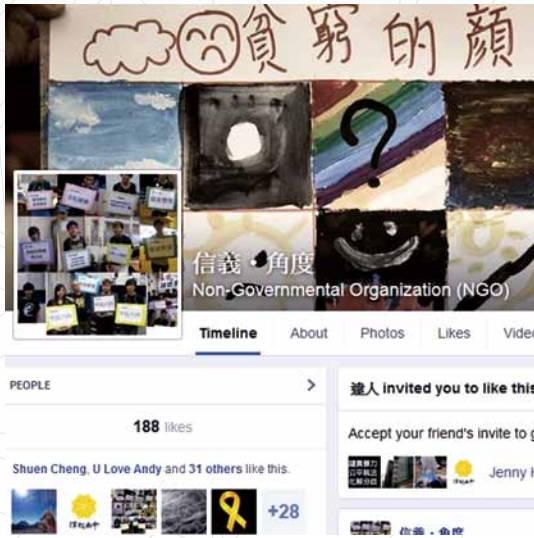 貧窮的顏
信義・角度
Non-Governmental Organization (NGO)
Timeline About Photos Likes Vide
PEOPLE
188 likes
Shuen Cheng, U Love Andy and 31 others like this.
+28
達人 invited you to like this
Accept your friend's invite to g
Jenny H
信義・角度